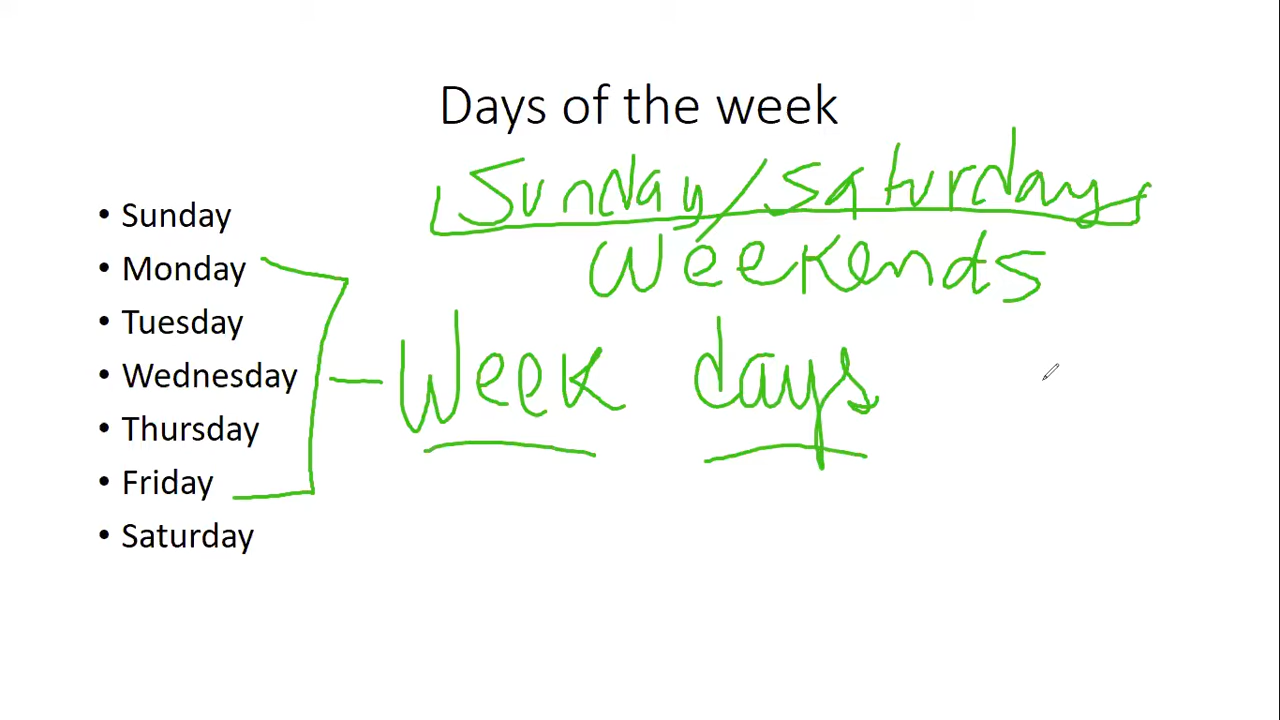 Days of the week
Sunday/Saturday
Weekends
• Sunday
• Monday
• Tuesday
• Wednesday
• Thursday
• Friday
• Saturday
Week days